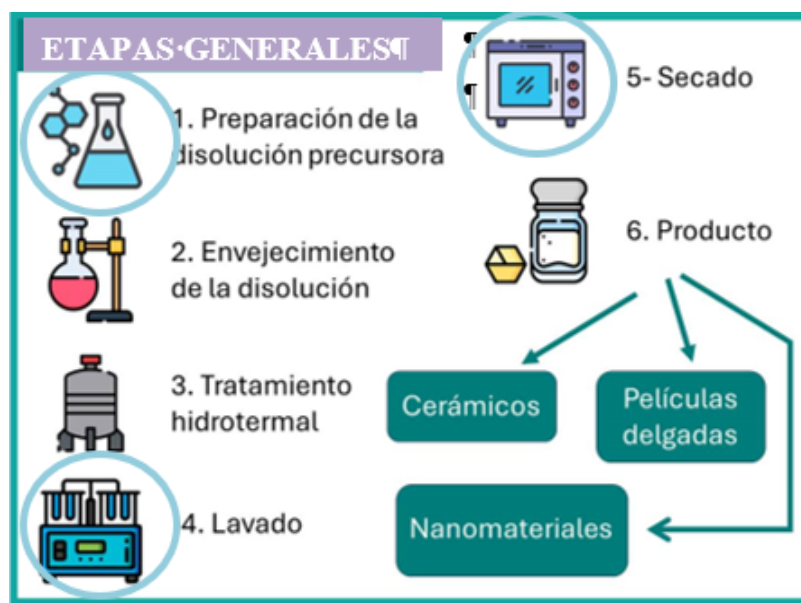 ETAPAS·GENERALES¶
¶
¶
1. Preparación de la
disolución precursora
2. Envejecimiento
de la disolución
3. Tratamiento
hidrotermal
4. Lavado
5- Secado
6. Producto
Cerámicos
Películas
delgadas
Nanomateriales